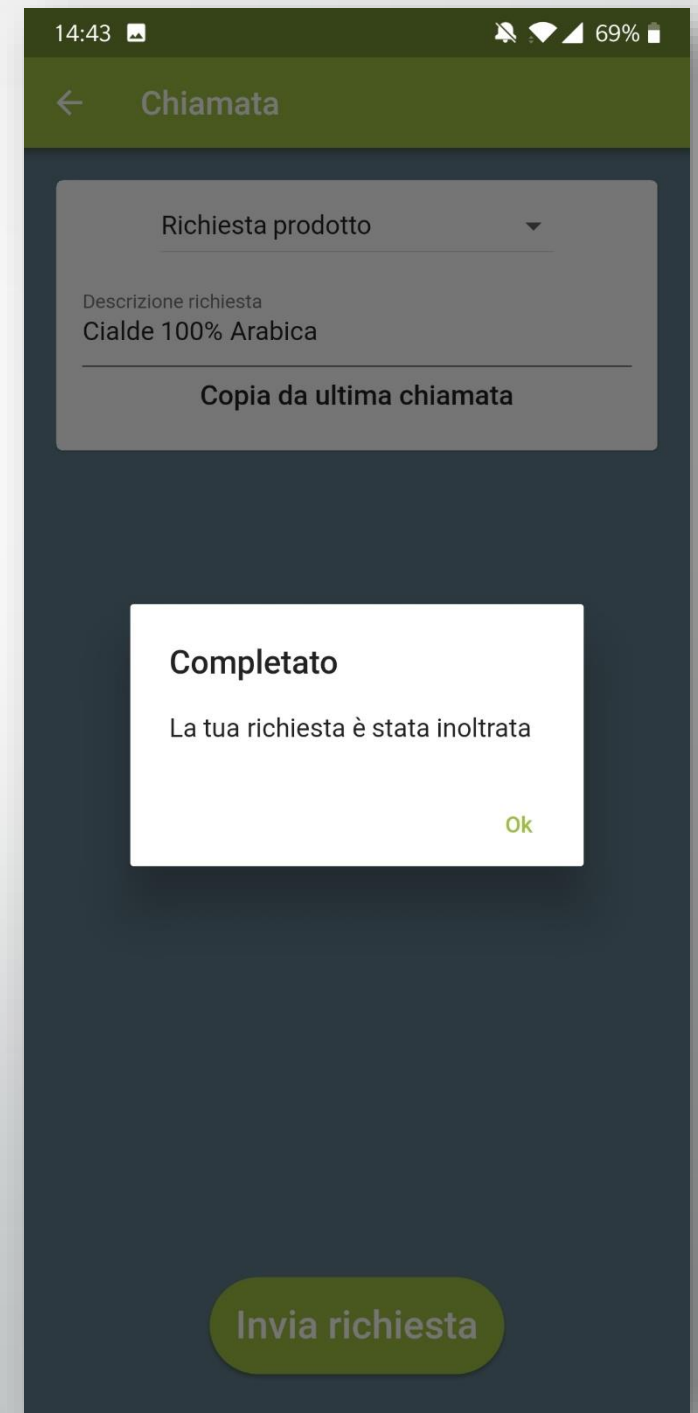 14:43
69%
Chiamata
Richiesta prodotto
Descrizione richiesta
Cialde 100% Arabica
Copia da ultima chiamata
Completato
La tua richiesta è stata inoltrata
Ok
Invia richiesta